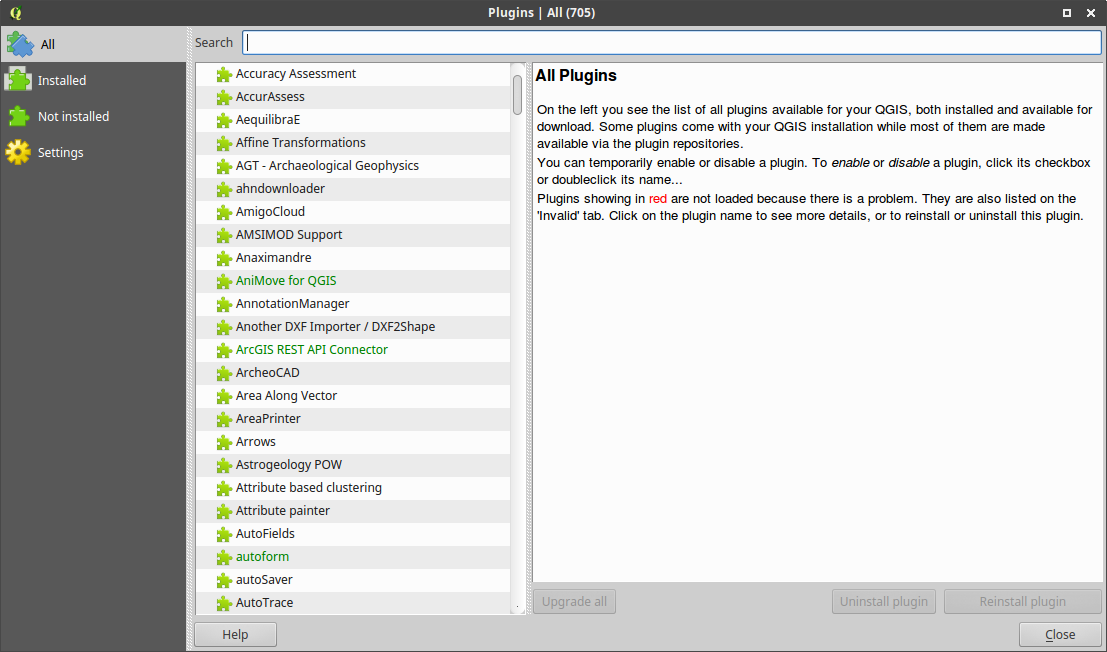 Plugins | All (705)
All
Installed
Not installed
Settings
Search
Accuracy Assessment
AccurAssess
AequilibraE
Affine Transformations
AGT - Archaeological Geophysics
ahndownloader
AmigoCloud
AMSIMOD Support
Anaximandre
AniMove for QGIS
AnnotationManager
Another DXF Importer / DXF2Shape
ArcGIS REST API Connector
ArcheoCAD
Area Along Vector
AreaPrinter
Arrows
Astrogeology POW
Attribute based clustering
Attribute painter
AutoFields
autoform
autoSaver
AutoTrace
All Plugins
On the left you see the list of all plugins available for your QGIS, both installed and available for
download. Some plugins come with your QGIS installation while most of them are made
available via the plugin repositories.
You can temporarily enable or disable a plugin. To enable or disable a plugin, click its checkbox
or doubleclick its name...
Plugins showing in red are not loaded because there is a problem. They are also listed on the
'Invalid' tab. Click on the plugin name to see more details, or to reinstall or uninstall this plugin.
Upgrade all
Uninstall plugin
Reinstall plugin
Help
Close